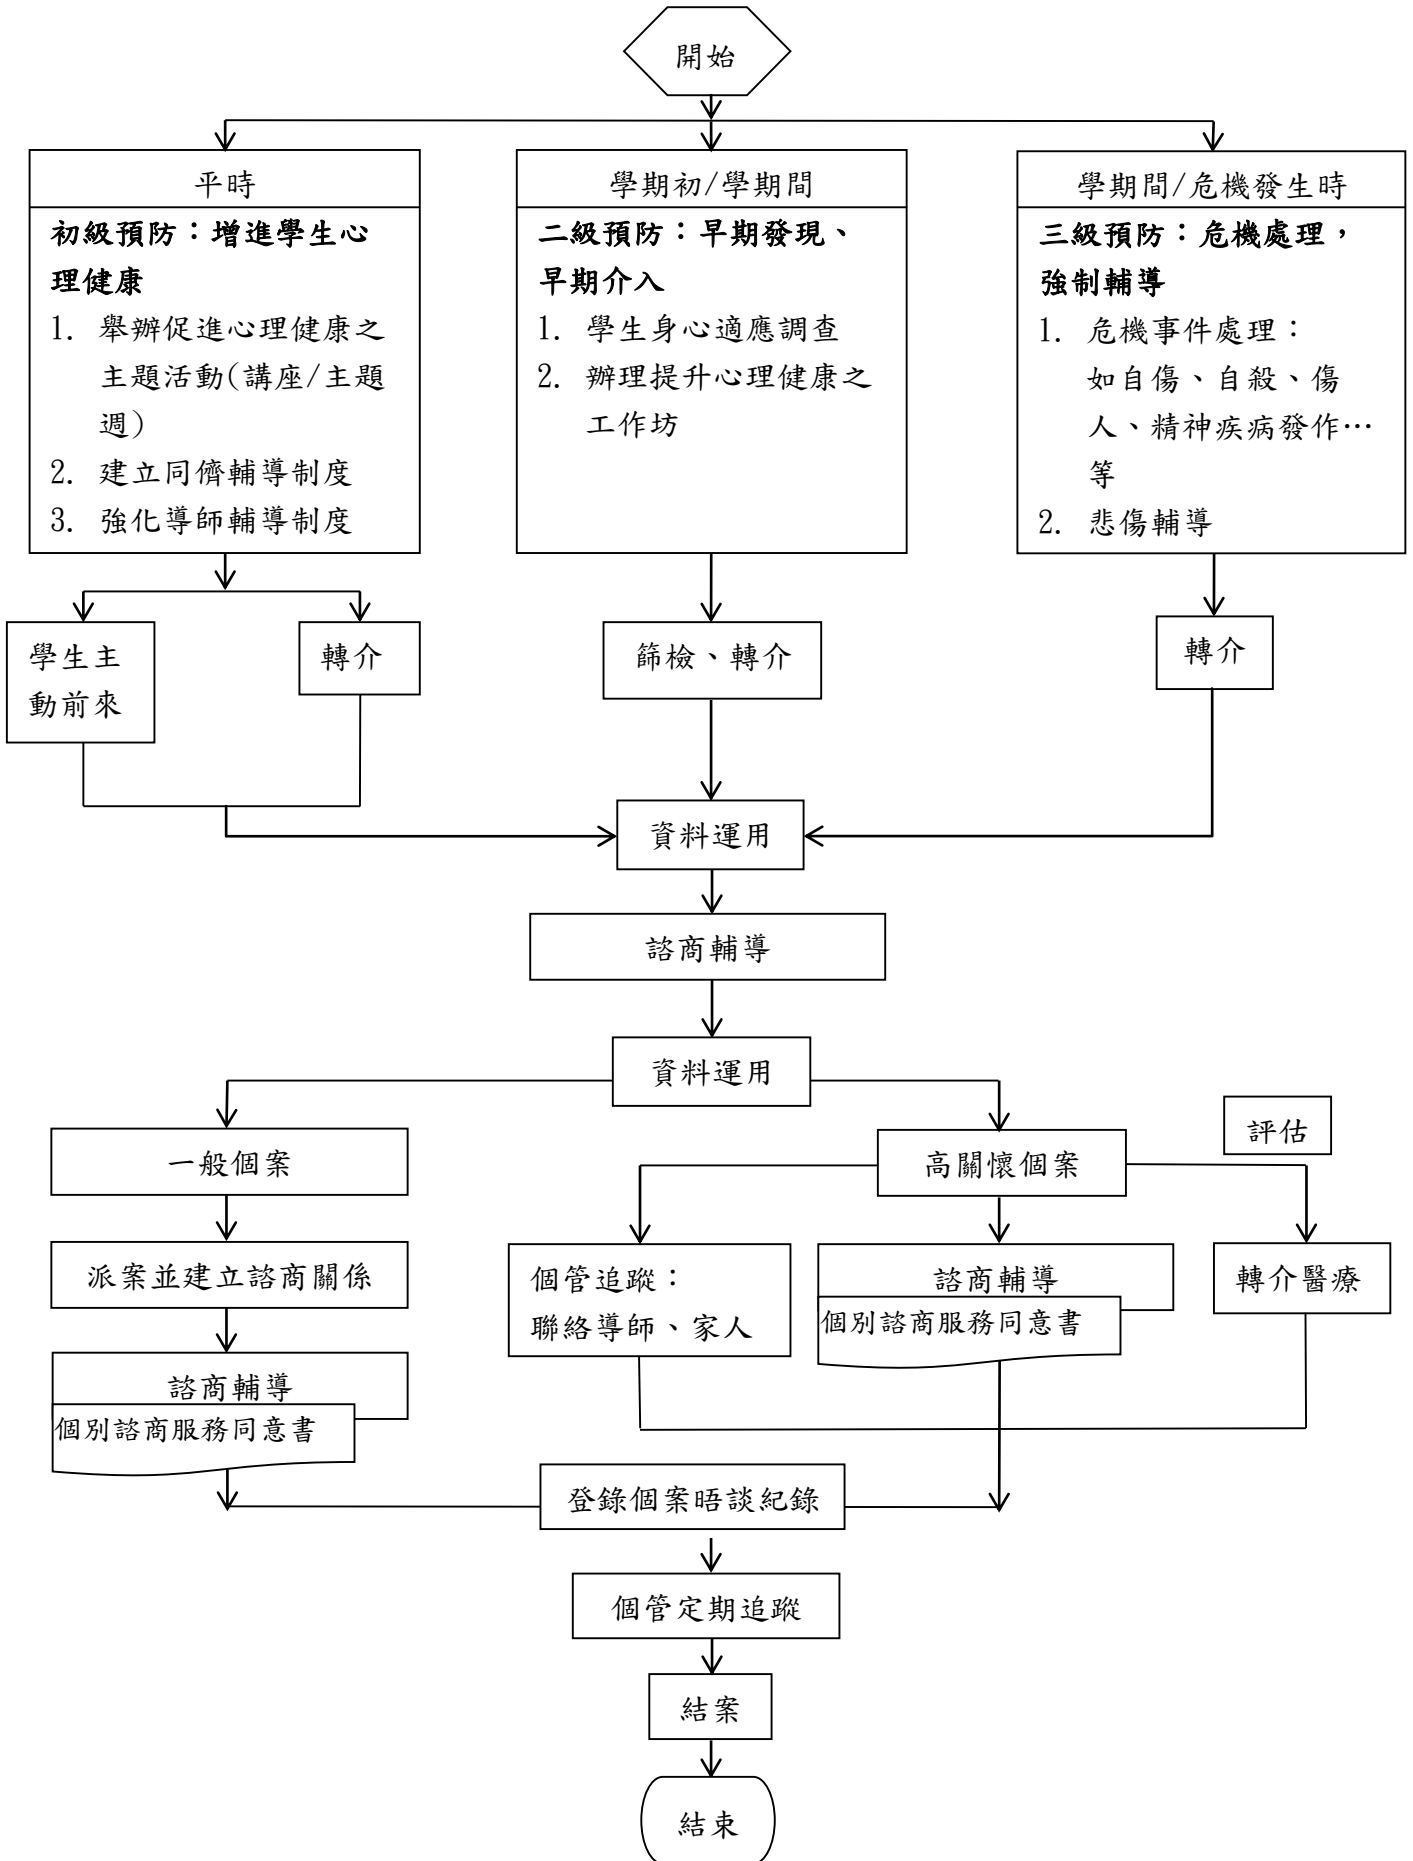 開始
平時
初級預防：增進學生心
理健康
1. 舉辦促進心理健康之
主題活動(講座/主題
週)
2. 建立同儕輔導制度
3. 強化導師輔導制度
學期初/學期間
二級預防：早期發現、
早期介入
1. 學生身心適應調查
2. 辦理提升心理健康之
工作坊
學期間/危機發生時
三級預防：危機處理，
強制輔導
1. 危機事件處理：
如自傷、自殺、傷
人、精神疾病發作…
等
2. 悲傷輔導
學生主
動前來
轉介
篩檢、轉介
轉介
資料運用
諮商輔導
資料運用
評估
一般個案
高關懷個案
派案並建立諮商關係
個管追蹤：
聯絡導師、家人
諮商輔導
個別諮商服務同意書
轉介醫療
諮商輔導
個別諮商服務同意書
登錄個案晤談紀錄
個管定期追蹤
結案
結束